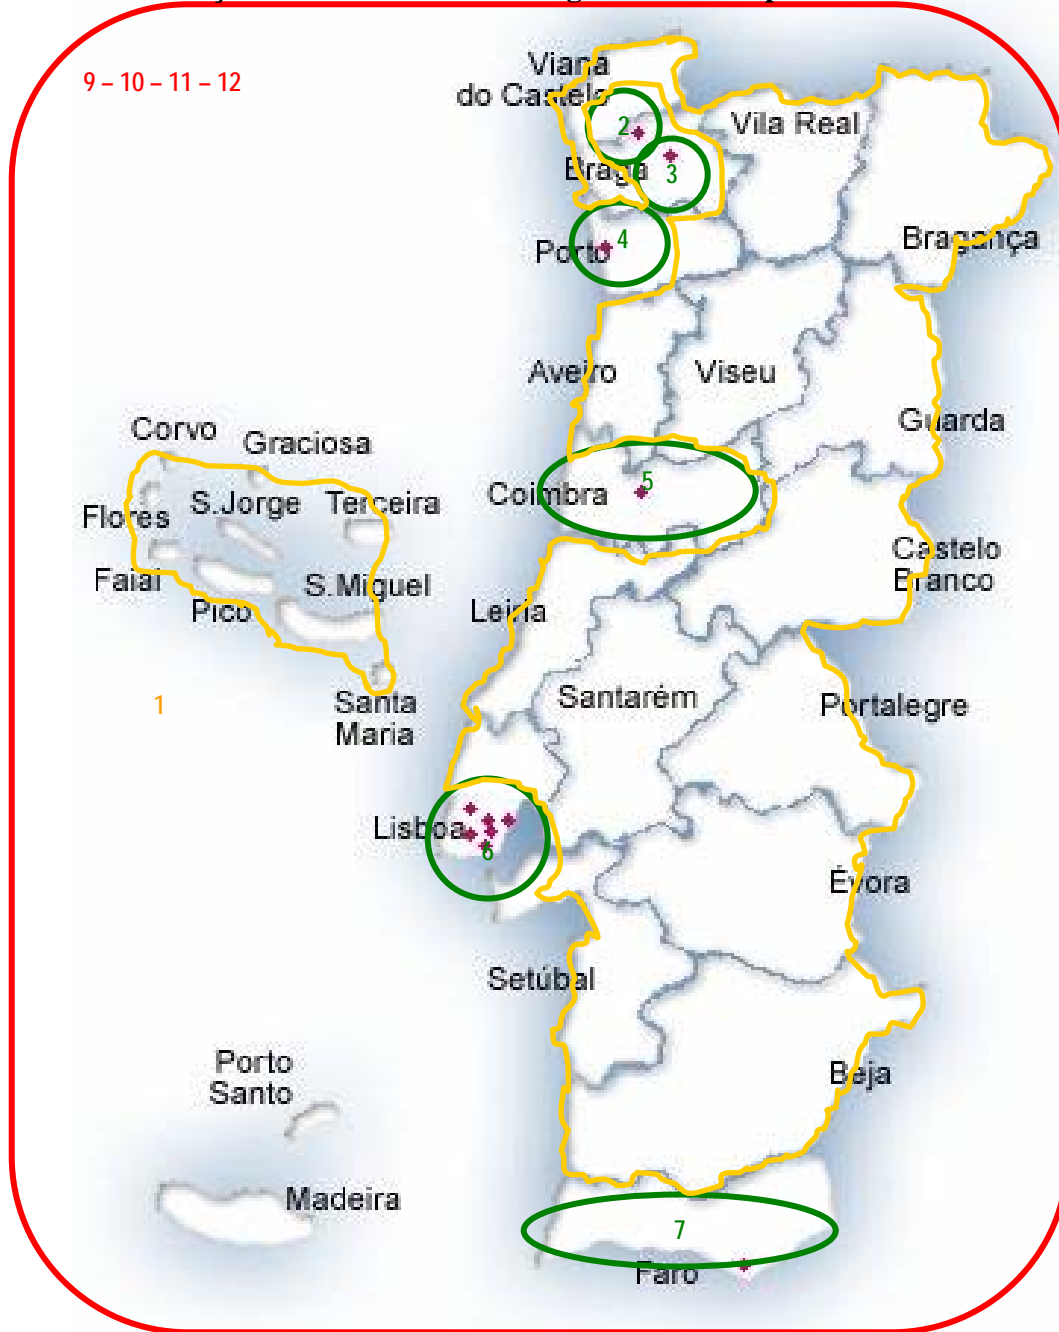 9 – 10 – 11 – 12
Viana
do Castelo
2
Vila Real
Braga
3
Porto
4
Bragança
Aveiro
Viseu
Guarda
Corvo
Graciosa
Flores
S.Jorge
Terceira
Coimbra
5
Faial
Pico
S.Miguel
Castelo
Branco
Leiria
1
Santa
Maria
Santarém
Portalegre
Lisboa
6
Évora
Setúbal
Porto
Santo
Beja
Madeira
7
Faro